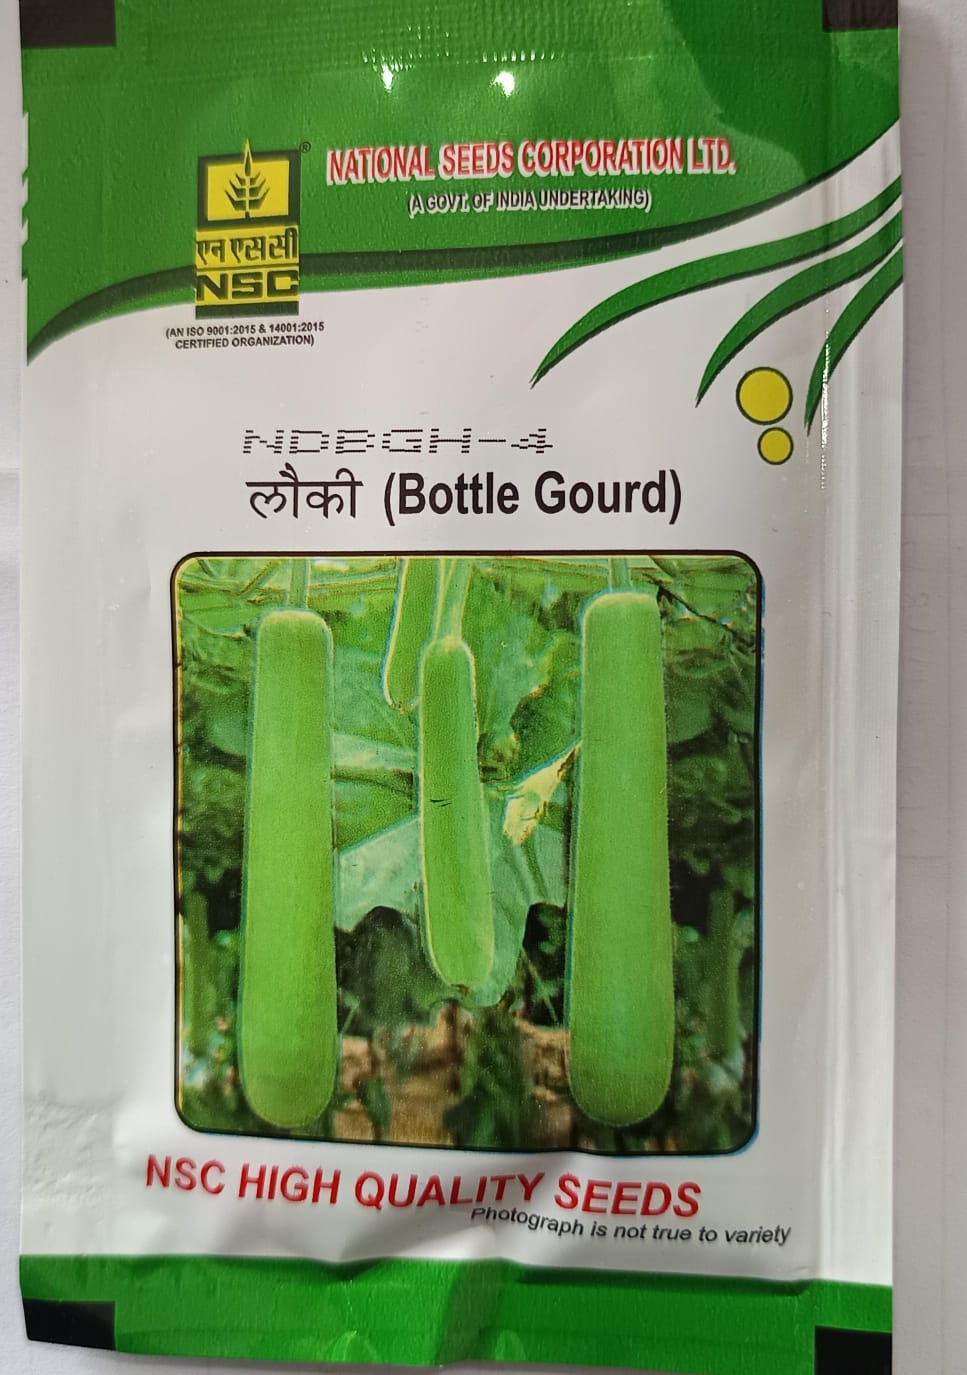 NATIONAL SEEDS CORPORATION LTD.
(A GOVT. OF INDIA UNDERTAKING)
®
एन एस सी
NSC
(AN ISO 9001:2015 & 14001:2015
CERTIFIED ORGANIZATION)
NDBGH-4
लौकी (Bottle Gourd)
NSC HIGH QUALITY SEEDS
Photograph is not true to variety